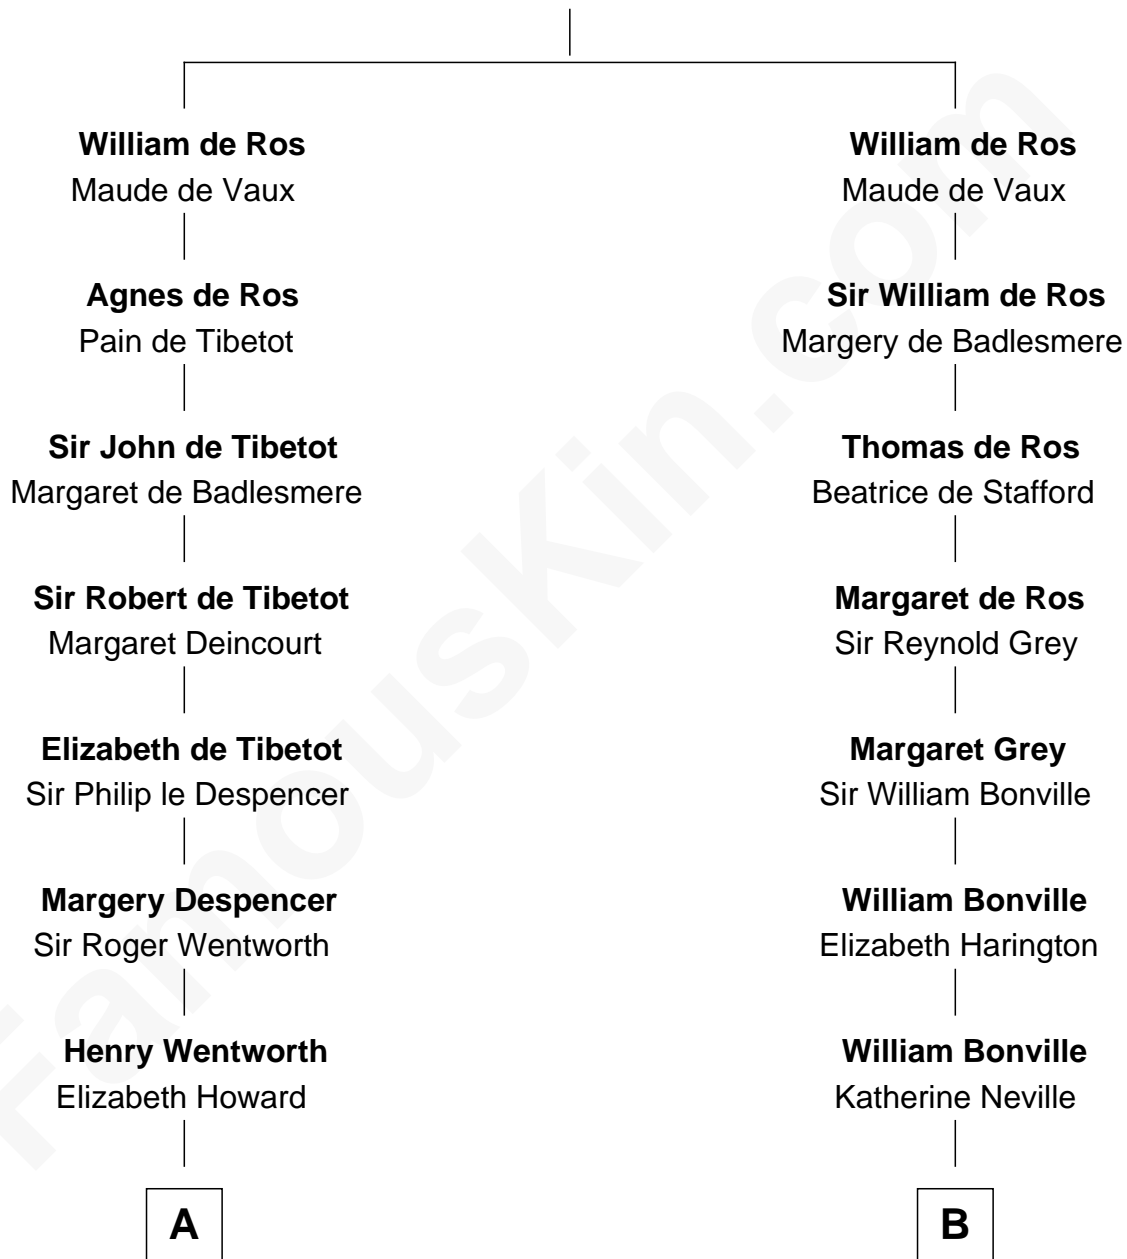 William de Ros
Maude de Vaux
Agnes de Ros
Pain de Tibetot
Sir John de Tibetot
Margaret de Badlesmere
Sir Robert de Tibetot
Margaret Deincourt
Elizabeth de Tibetot
Sir Philip le Despencer
Margery Despencer
Sir Roger Wentworth
Henry Wentworth
Elizabeth Howard
A
William de Ros
Maude de Vaux
Sir William de Ros
Margery de Badlesmere
Thomas de Ros
Beatrice de Stafford
Margaret de Ros
Sir Reynold Grey
Margaret Grey
Sir William Bonville
William Bonville
Elizabeth Harington
William Bonville
Katherine Neville
B
FamousKin.com